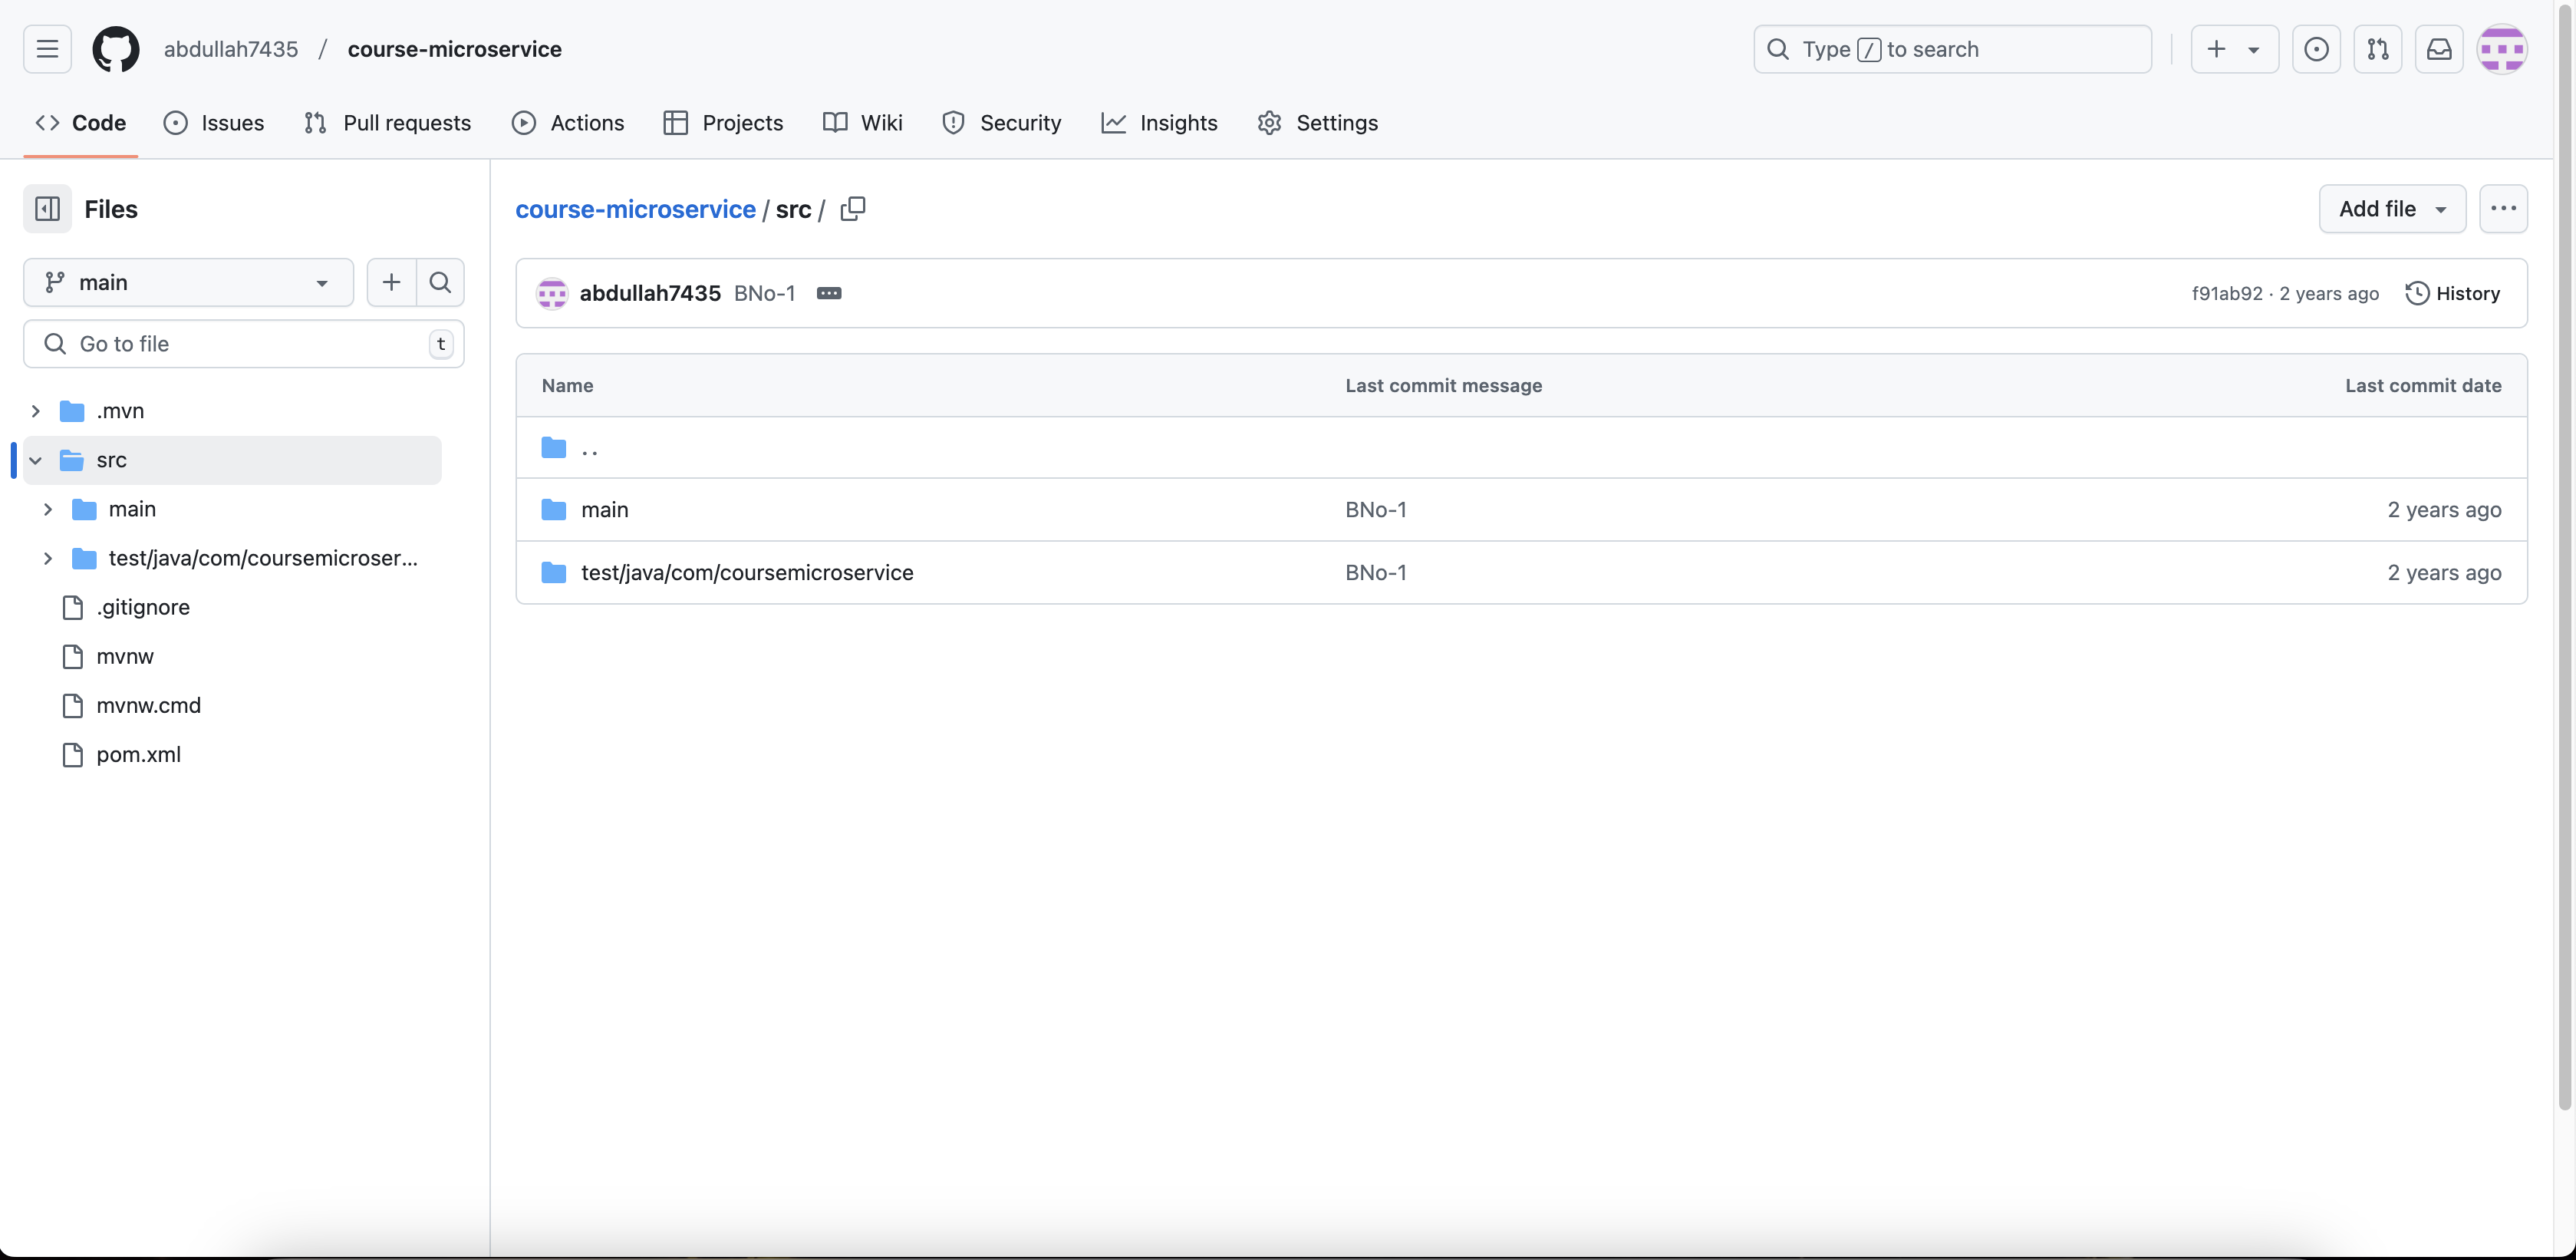 abdullah7435 / course-microservice
Type / to search
Code Issues Pull requests Actions Projects Wiki Security Insights Settings
Files
main
Go to file t
.mvn
src
main
test/java/com/coursemicroser...
.gitignore
mvnw
mvnw.cmd
pom.xml
course-microservice / src /
Add file
abdullah7435 BNo-1
f91ab92 · 2 years ago History
Name Last commit message Last commit date
..
main BNo-1 2 years ago
test/java/com/coursemicroservice BNo-1 2 years ago